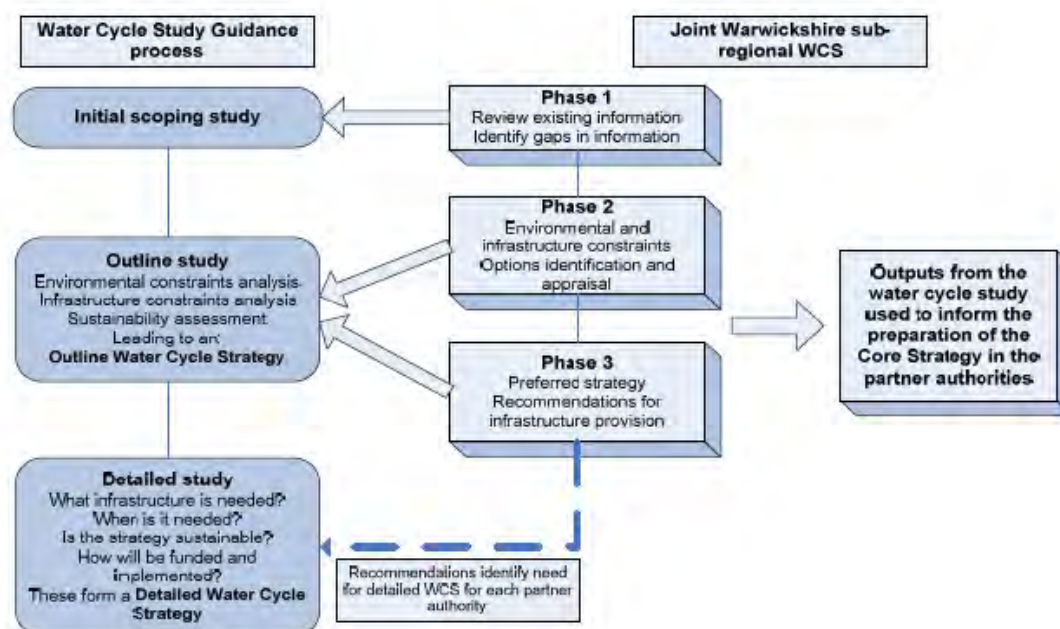 Water Cycle Study Guidance
process
Joint Warwickshire sub-
regional WCS
Initial scoping study
Phase 1
Review existing information
Identify gaps in information
Phase 2
Environmental and
infrastructure constraints
Options identification and
appraisal
Outline study
Environmental constraints analysis
Infrastructure constraints analysis
Sustainability assessment
Leading to an:
Outline Water Cycle Strategy
Phase 3
Preferred strategy
Recommendations for
infrastructure provision
Outputs from the
water cycle study
used to inform the
preparation of the
Core Strategy in the
partner authorities
Detailed study
What infrastructure is needed?
When is it needed?
Is the strategy sustainable?
How will be funded and
implemented?
These form a Detailed Water Cycle
Strategy
Recommendations identify need
for detailed WCS for each partner
authority